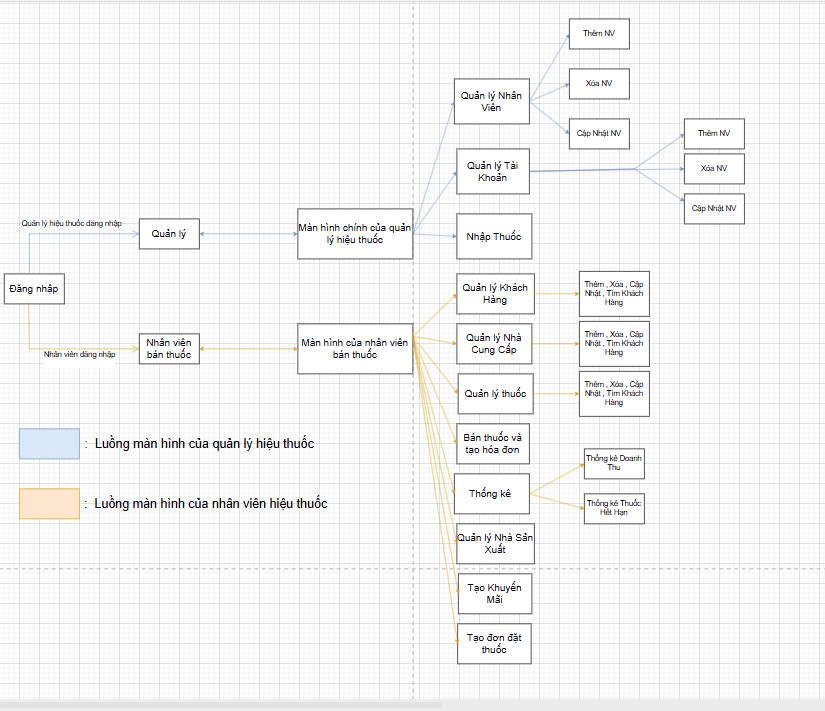 Thêm NV
Xóa NV
Cập Nhật NV
Quản lý Nhân
Viên
Quản lý Tài
Khoản
Thêm NV
Xóa NV
Cập Nhật NV
Nhập Thuốc
Quản lý hiệu thuốc đăng nhập
Quản lý
Màn hình chính của quản
lý hiệu thuốc
Đăng nhập
Nhân viên đăng nhập
Nhân viên
bán thuốc
Màn hình của nhân viên
bán thuốc
Quản lý Khách
Hàng
Thêm , Xóa , Cập
Nhật , Tìm Khách
Hàng
Quản lý Nhà
Cung Cấp
Thêm , Xóa , Cập
Nhật , Tìm Khách
Hàng
Quản lý thuốc
Thêm , Xóa , Cập
Nhật , Tìm Khách
Hàng
Bán thuốc và
tạo hóa đơn
Thống kê
Thống kê Doanh
Thu
Thống kê Thuốc
Hết Hạn
Quản lý Nhà Sản
Xuất
Tạo Khuyến
Mãi
Tạo đơn đặt
thuốc
: Luồng màn hình của quản lý hiệu thuốc
: Luồng màn hình của nhân viên hiệu thuốc